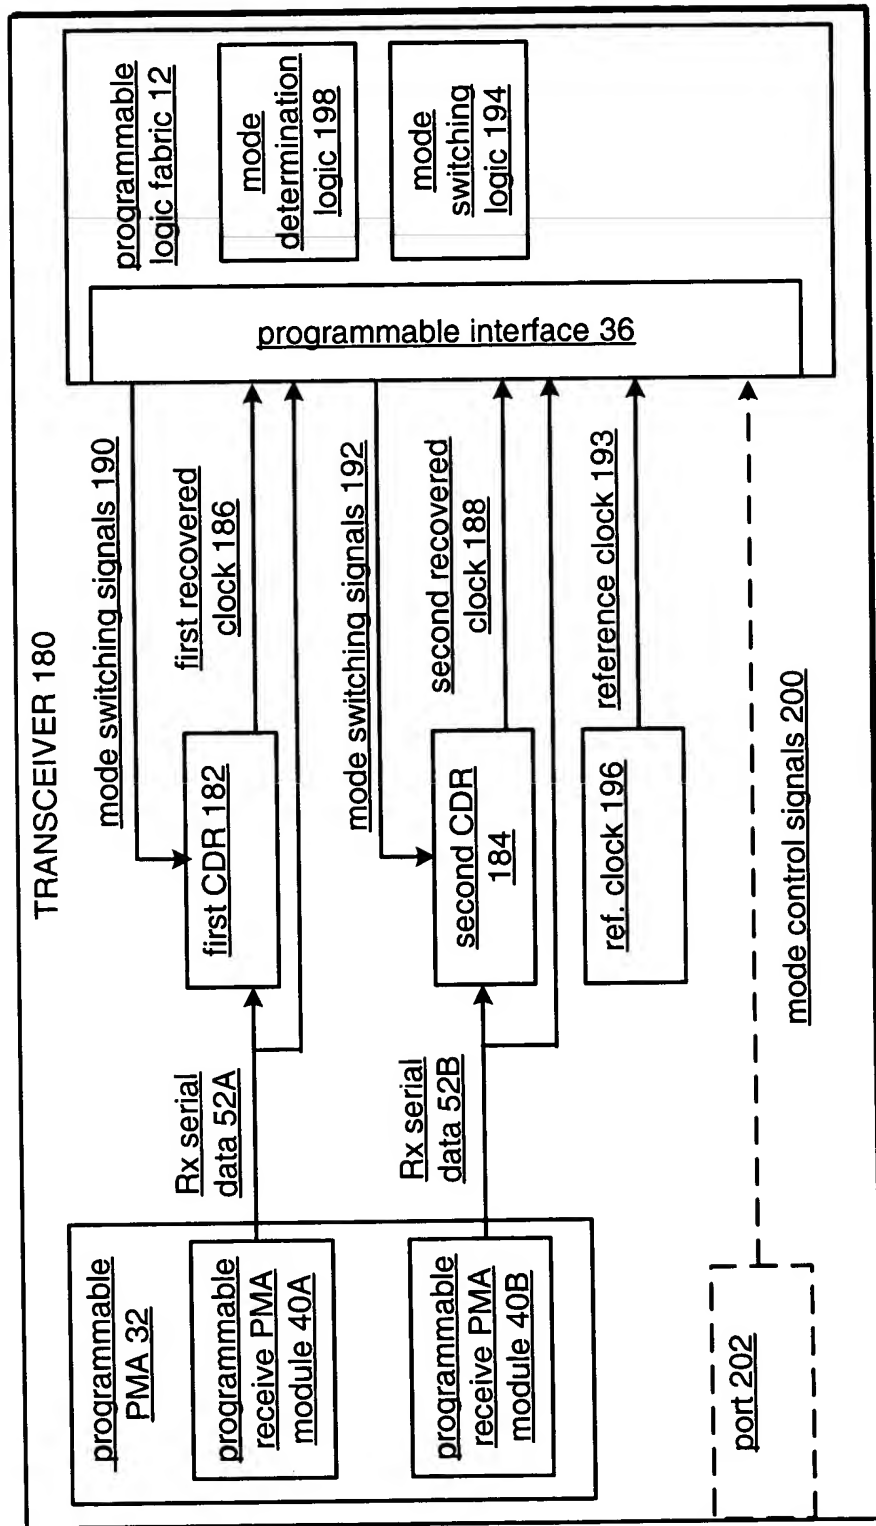 TRANSCEIVER 180
programmable
PMA 32
programmable
receive PMA
module 40A
programmable
receive PMA
module 40B
port 202
Rx serial
data 52A
Rx serial
data 52B
first CDR 182
second CDR
184
ref. clock 196
mode switching signals 190
first recovered
clock 186
mode switching signals 192
second recovered
clock 188
reference clock 193
mode control signals 200
programmable interface 36
programmable
logic fabric 12
mode
determination
logic 198
mode
switching
logic 194